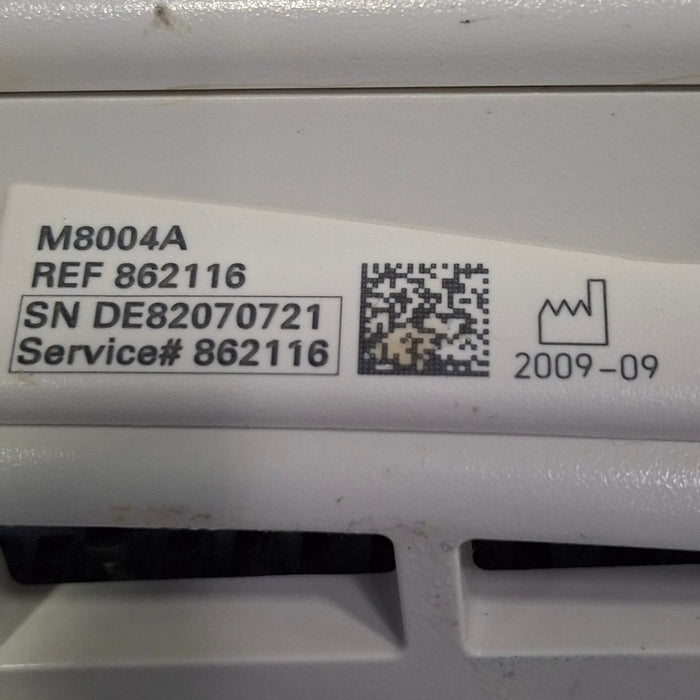 M8004A
REF 862116
SN DE82070721
Service# 862116
2009-09